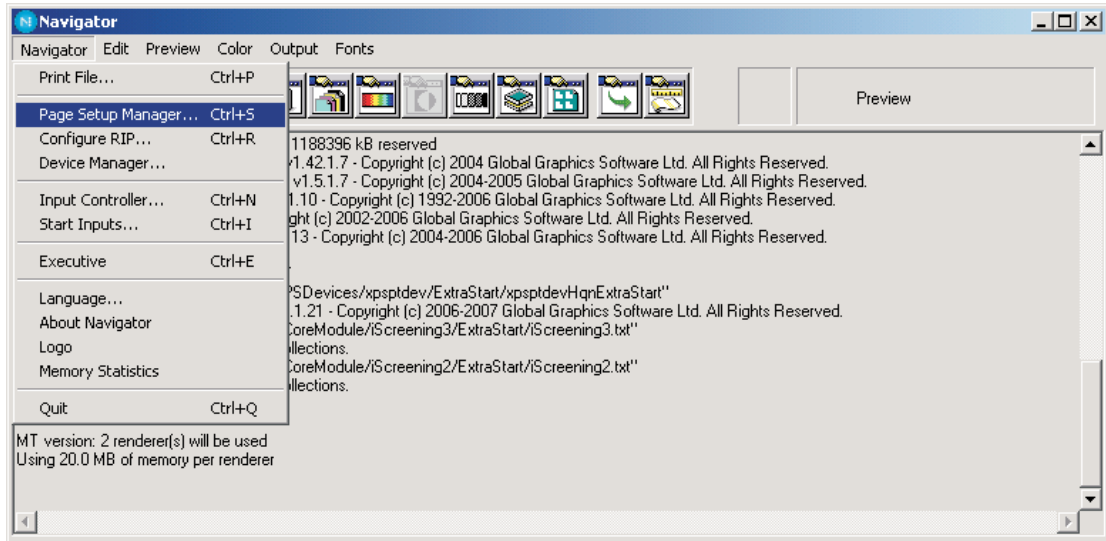 Navigator
Navigator Edit Preview Color Output Fonts
Print File... Ctrl+P
Page Setup Manager... Ctrl+S
Configure RIP... Ctrl+R
Device Manager...
Input Controller... Ctrl+N
Start Inputs... Ctrl+I
Executive Ctrl+E
Language...
About Navigator
Logo
Memory Statistics
Quit Ctrl+Q
Preview
1188396 kB reserved
v1.42.1.7 - Copyright (c) 2004 Global Graphics Software Ltd. All Rights Reserved.
v1.5.1.7 - Copyright (c) 2004-2005 Global Graphics Software Ltd. All Rights Reserved.
1.10 - Copyright (c) 1992-2006 Global Graphics Software Ltd. All Rights Reserved.
ght (c) 2002-2006 Global Graphics Software Ltd. All Rights Reserved.
13 - Copyright (c) 2004-2006 Global Graphics Software Ltd. All Rights Reserved.
PSDevices/xpsptdev/ExtraStart/xpsptdevHqnExtraStart"
.1.21 - Copyright (c) 2006-2007 Global Graphics Software Ltd. All Rights Reserved.
CoreModule/iScreening3/ExtraStart/iScreening3.txt"
llections.
CoreModule/iScreening2/ExtraStart/iScreening2.txt"
llections.
MT version: 2 renderer(s) will be used
Using 20.0 MB of memory per renderer